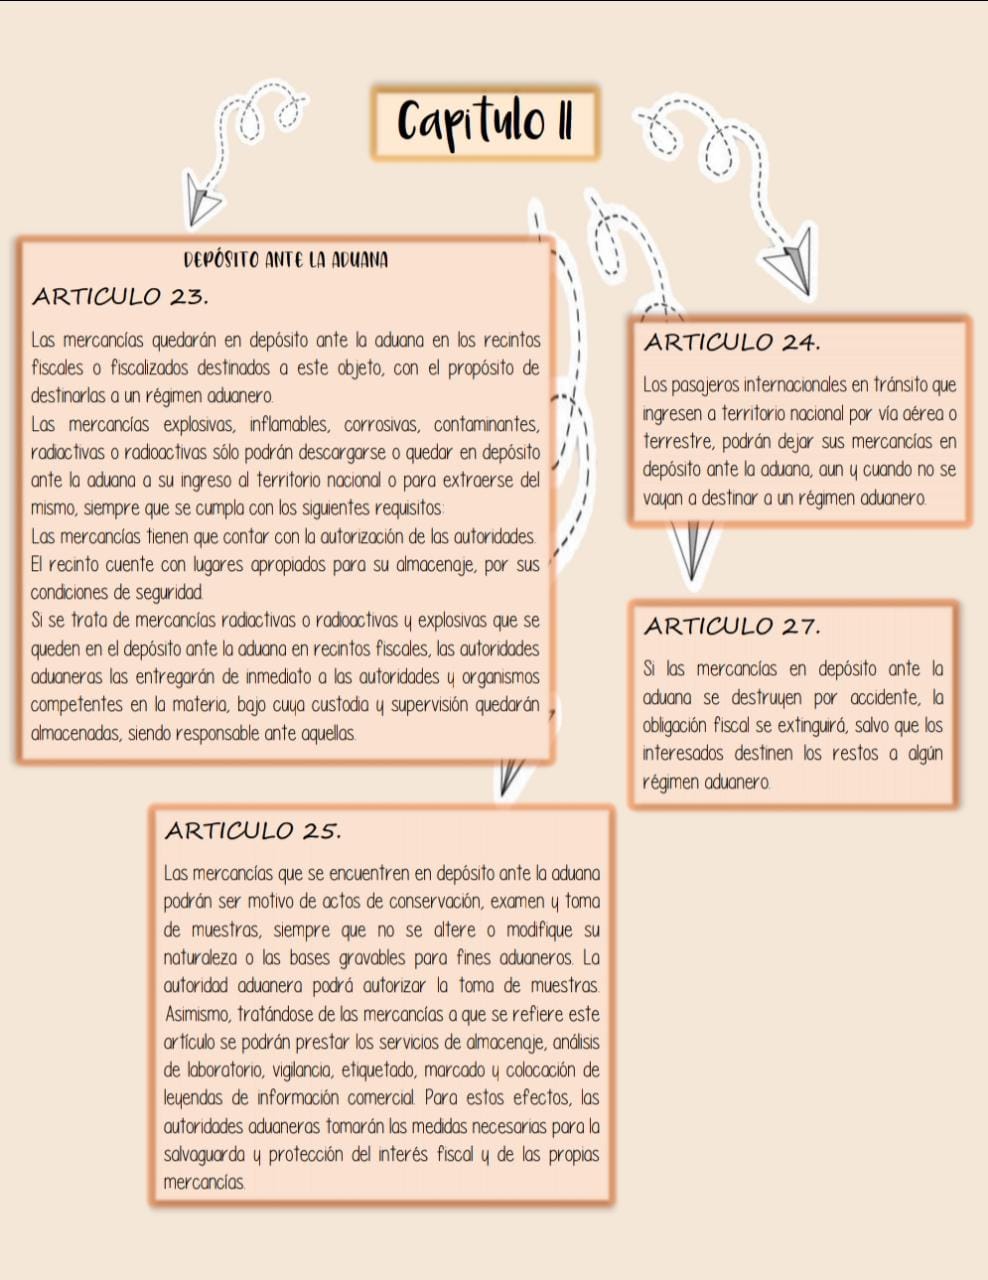 Capitulo II
DEPÓSITO ANTE LA ADUANA
ARTICULO 23.
Las mercancías quedarán en depósito ante la aduana en los recintos
fiscales o fiscalizados destinados a este objeto, con el propósito de
destinarlas a un régimen aduanero.
Las mercancías explosivas, inflamables, corrosivas, contaminantes,
radiactivas o radioactivas sólo podrán descargarse o quedar en depósito
ante la aduana a su ingreso al territorio nacional o para extraerse del
mismo, siempre que se cumpla con los siguientes requisitos:
Las mercancías tienen que contar con la autorización de las autoridades.
El recinto cuente con lugares apropiados para su almacenaje, por sus
condiciones de seguridad.
Si se trata de mercancías radiactivas o radioactivas y explosivas que se
queden en el depósito ante la aduana en recintos fiscales, las autoridades
aduaneras las entregarán de inmediato a las autoridades y organismos
competentes en la materia, bajo cuya custodia y supervisión quedarán
almacenadas, siendo responsable ante aquellas.
ARTICULO 24.
Los pasajeros internacionales en tránsito que
ingresen a territorio nacional por vía aérea o
terrestre, podrán dejar sus mercancías en
depósito ante la aduana, aun y cuando no se
vayan a destinar a un régimen aduanero.
ARTICULO 27.
Si las mercancías en depósito ante la
aduana se destruyen por accidente, la
obligación fiscal se extinguirá, salvo que los
interesados destinen los restos a algún
régimen aduanero.
ARTICULO 25.
Las mercancías que se encuentren en depósito ante la aduana
podrán ser motivo de actos de conservación, examen y toma
de muestras, siempre que no se altere o modifique su
naturaleza o las bases gravables para fines aduaneros. La
autoridad aduanera podrá autorizar la toma de muestras.
Asimismo, tratándose de las mercancías a que se refiere este
artículo se podrán prestar los servicios de almacenaje, análisis
de laboratorio, vigilancia, etiquetado, marcado y colocación de
leyendas de información comercial. Para estos efectos, las
autoridades aduaneras tomarán las medidas necesarias para la
salvaguarda y protección del interés fiscal y de las propias
mercancías.